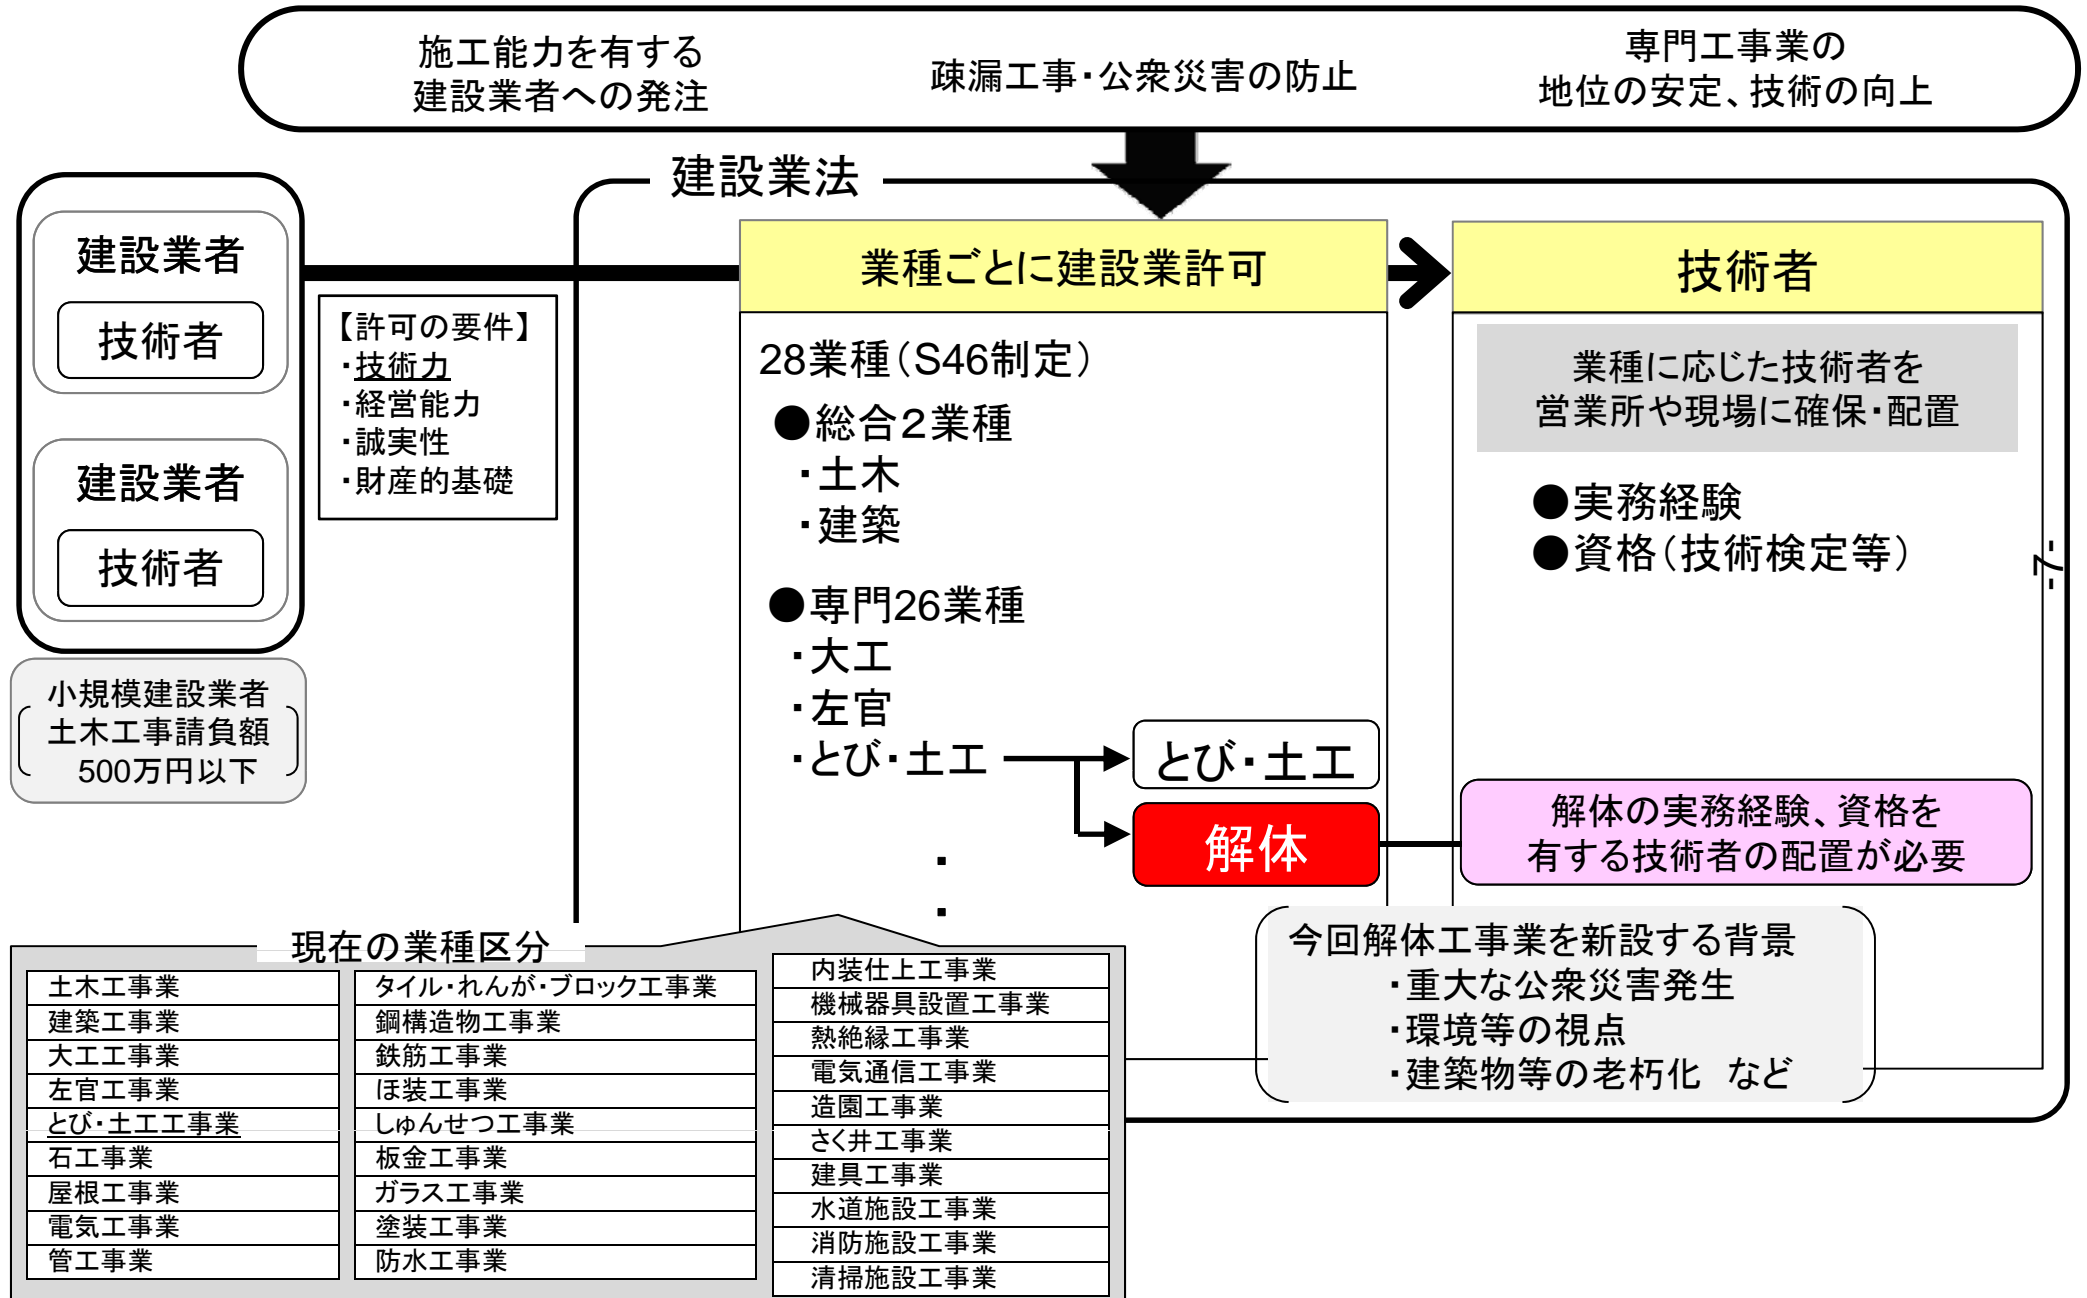 施工能力を有する
建設業者への発注
疎漏工事・公衆災害の防止
専門工事業の
地位の安定、技術の向上
建設業法
建設業者
技術者
建設業者
技術者
小規模建設業者
土木工事請負額
500万円以下
【許可の要件】
・技術力
・経営能力
・誠実性
・財産的基礎
業種ごとに建設業許可
28業種（S46制定）
●総合２業種
・土木
・建築
●専門26業種
・大工
・左官
・とび・土工
・
・
とび・土工
解体
技術者
業種に応じた技術者を
営業所や現場に確保・配置
●実務経験
●資格（技術検定等）
解体の実務経験、資格を
有する技術者の配置が必要
今回解体工事業を新設する背景
・重大な公衆災害発生
・環境等の視点
・建築物等の老朽化　など
-7-
現在の業種区分
土木工事業
建築工事業
大工工事業
左官工事業
とび・土工工事業
石工事業
屋根工事業
電気工事業
管工事業
タイル・れんが・ブロック工事業
鋼構造物工事業
鉄筋工事業
ほ装工事業
しゅんせつ工事業
板金工事業
ガラス工事業
塗装工事業
防水工事業
内装仕上工事業
機械器具設置工事業
熱絶縁工事業
電気通信工事業
造園工事業
さく井工事業
建具工事業
水道施設工事業
消防施設工事業
清掃施設工事業